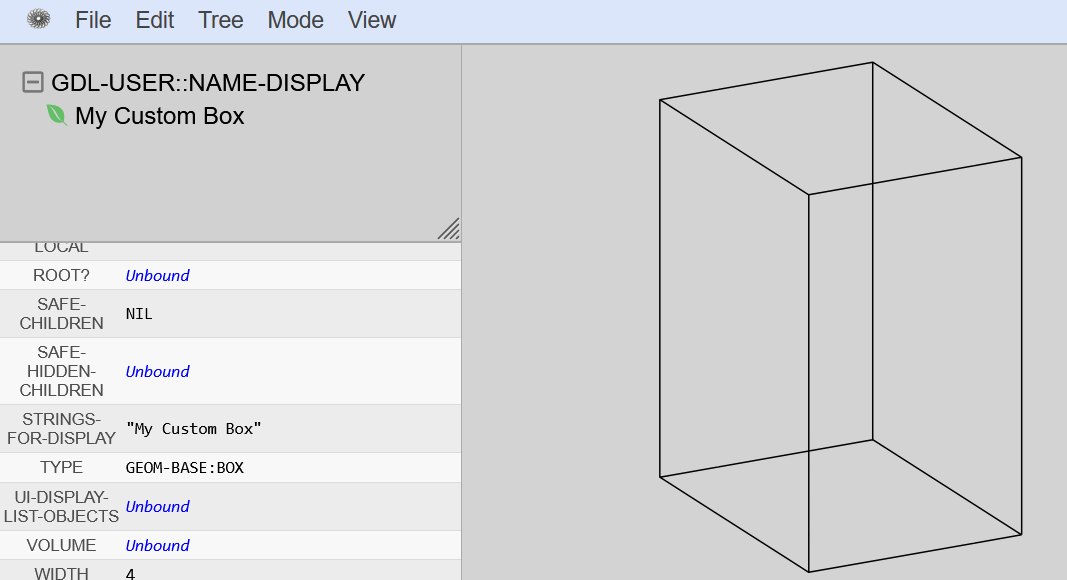 File Edit Tree Mode View
GDL-USER::NAME-DISPLAY
My Custom Box
LOCAL
ROOT? Unbound
SAFE-
CHILDREN NIL
SAFE-
HIDDEN-
CHILDREN Unbound
STRINGS-
FOR-DISPLAY "My Custom Box"
TYPE GEOM-BASE:BOX
UI-DISPLAY-
LIST-OBJECTS Unbound
VOLUME Unbound
WIDTH 4